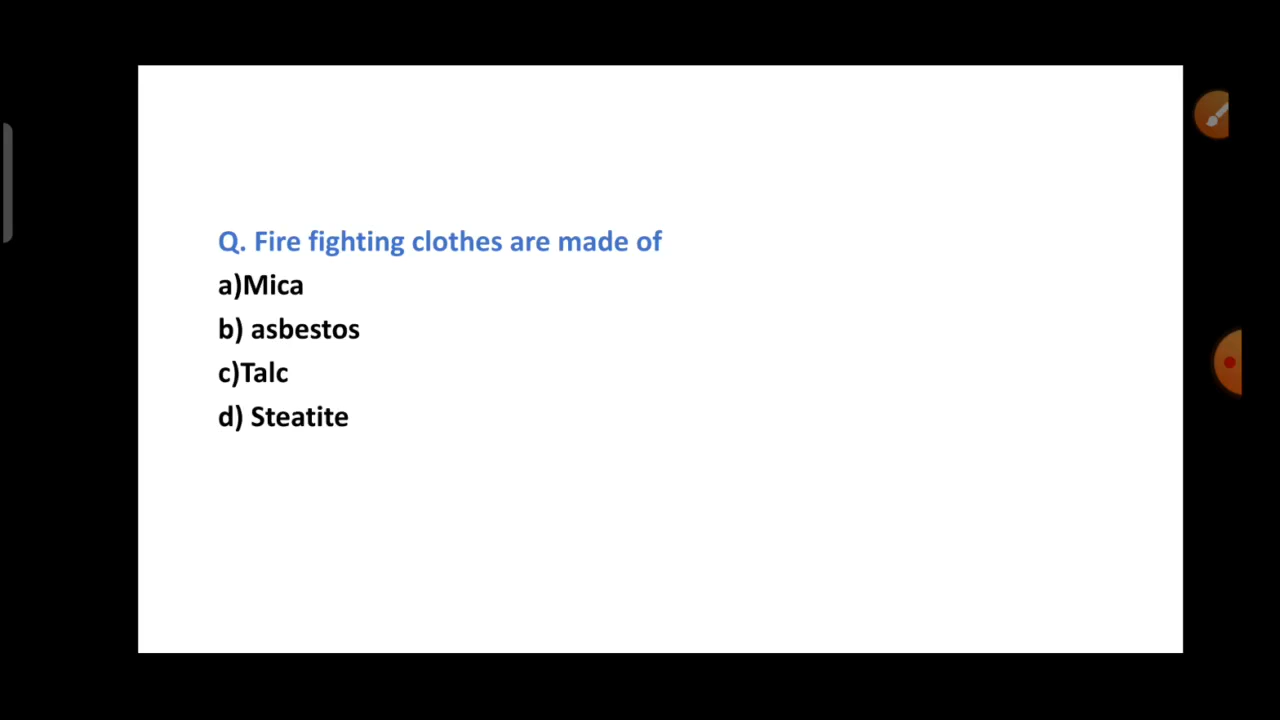 Q. Fire fighting clothes are made of
a)Mica
b) asbestos
c)Talc
d) Steatite